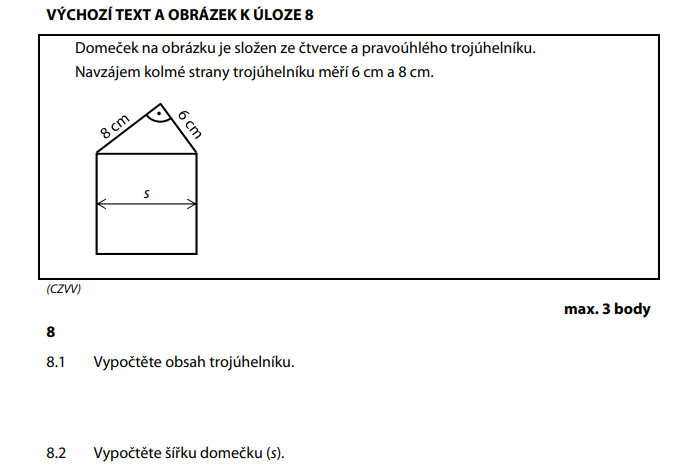 VÝCHOZÍ TEXT A OBRÁZEK K ÚLOZE 8
Domeček na obrázku je složen ze čtverce a pravoúhlého trojúhelníku.
Navzájem kolmé strany trojúhelníku měří 6 cm a 8 cm.
8 cm
6 cm
s
(CZVV)
max. 3 body
8
8.1 Vypočtěte obsah trojúhelníku.
8.2 Vypočtěte šířku domečku (s).